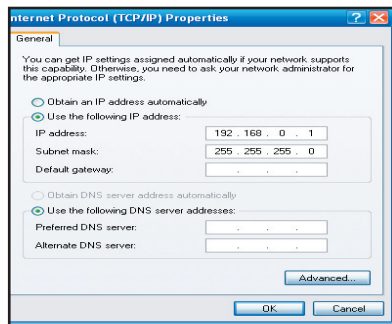 nternet Protocol (TCP/IP) Properties
General
You can get IP settings assigned automatically if your network supports
this capability. Otherwise, you need to ask your network administrator for
the appropriate IP settings.
Obtain an IP address automatically
Use the following IP address:
IP address: 192 . 168 . 0 . 1
Subnet mask: 255 . 255 . 255 . 0
Default gateway: . . .
Obtain DNS server address automatically
Use the following DNS server addresses:
Preferred DNS server: . . .
Alternate DNS server: . . .
Advanced...
OK Cancel